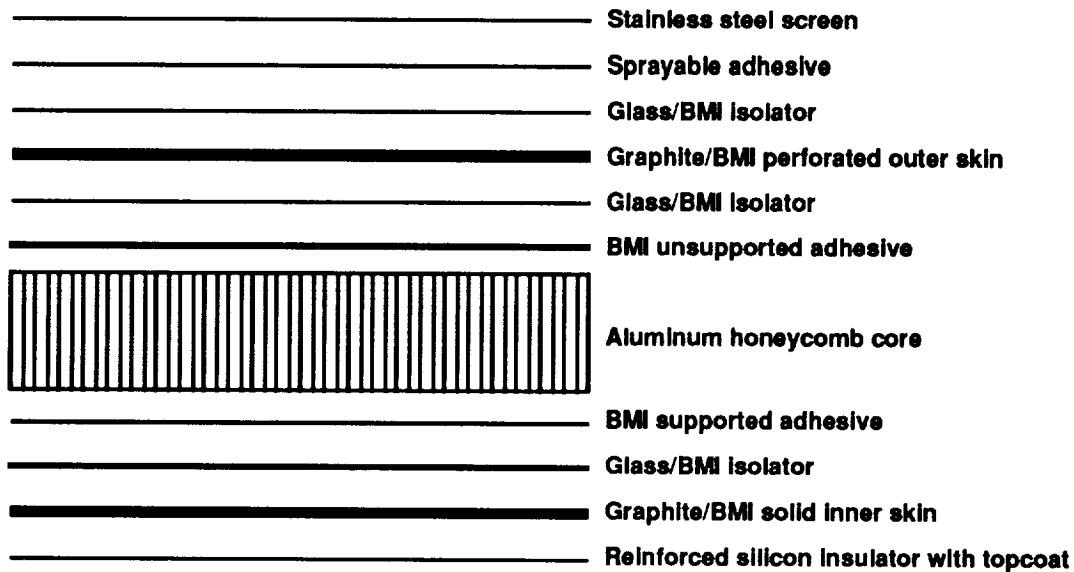 Stainless steel screen
Sprayable adhesive
Glass/BMI isolator
Graphite/BMI perforated outer skin
Glass/BMI isolator
BMI unsupported adhesive
Aluminum honeycomb core
BMI supported adhesive
Glass/BMI isolator
Graphite/BMI solid inner skin
Reinforced silicon insulator with topcoat